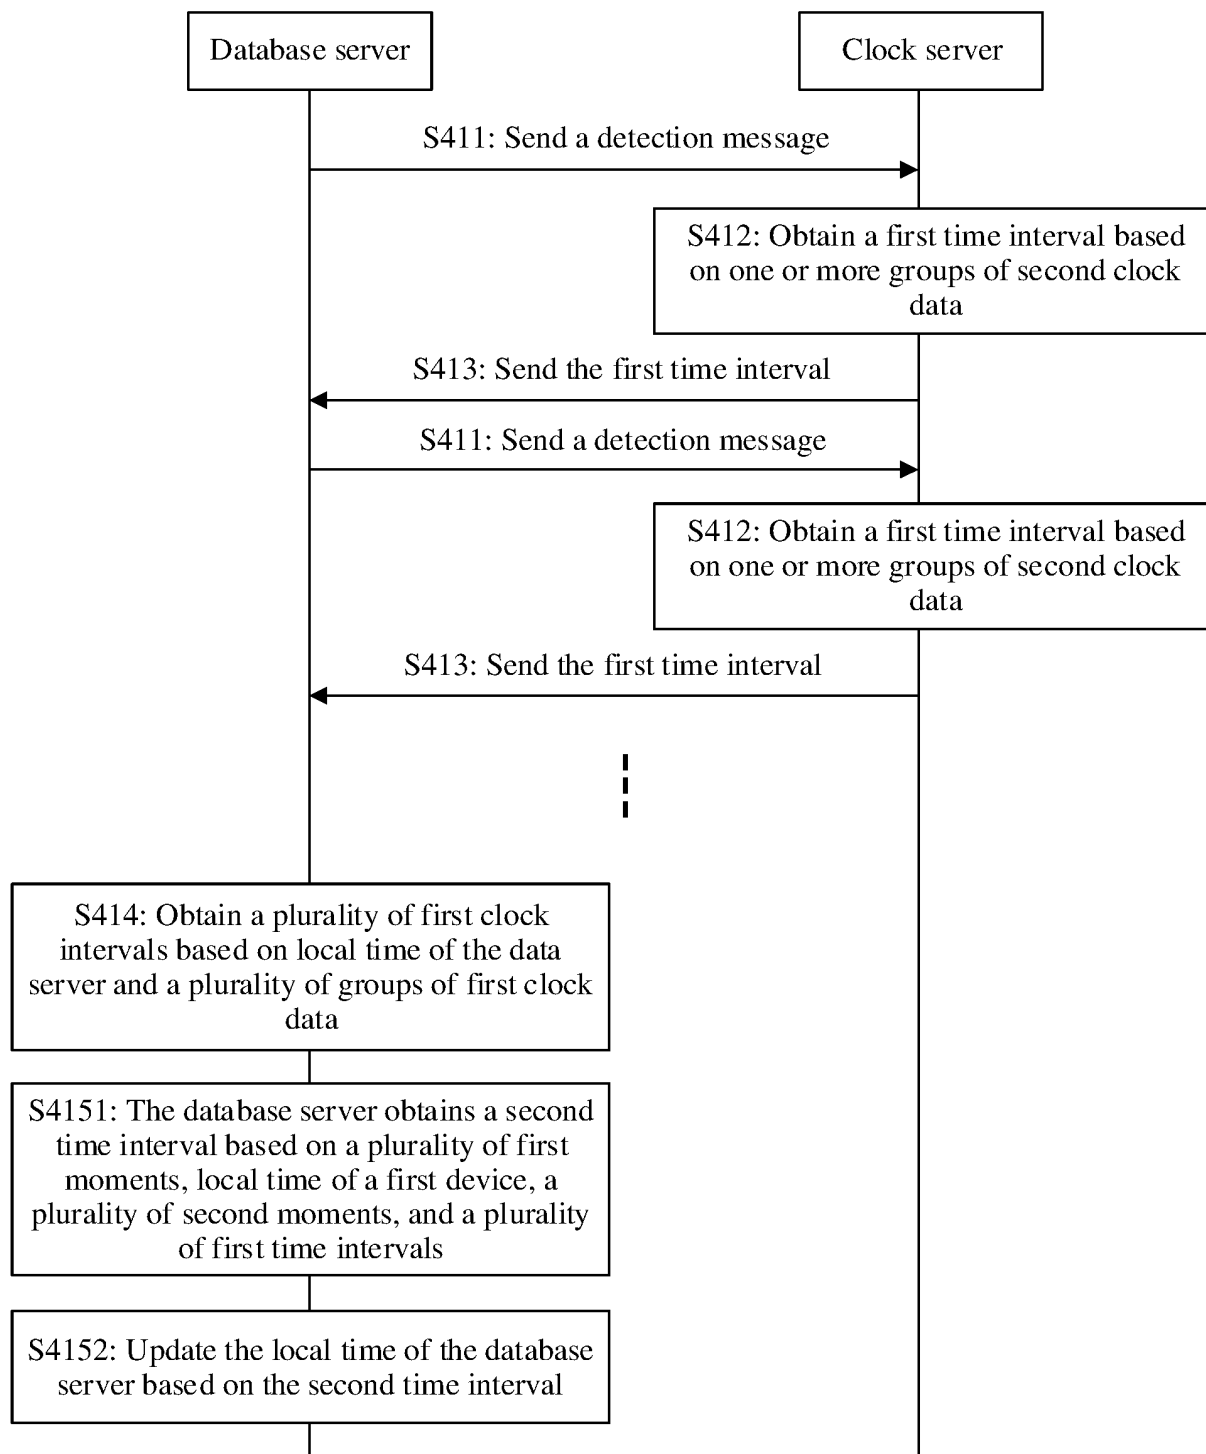 Database server
Clock server
S411: Send a detection message
S412: Obtain a first time interval based
on one or more groups of second clock
data
S413: Send the first time interval
S411: Send a detection message
S412: Obtain a first time interval based
on one or more groups of second clock
data
S413: Send the first time interval
S414: Obtain a plurality of first clock
intervals based on local time of the data
server and a plurality of groups of first clock
data
S4151: The database server obtains a second
time interval based on a plurality of first
moments, local time of a first device, a
plurality of second moments, and a plurality
of first time intervals
S4152: Update the local time of the database
server based on the second time interval